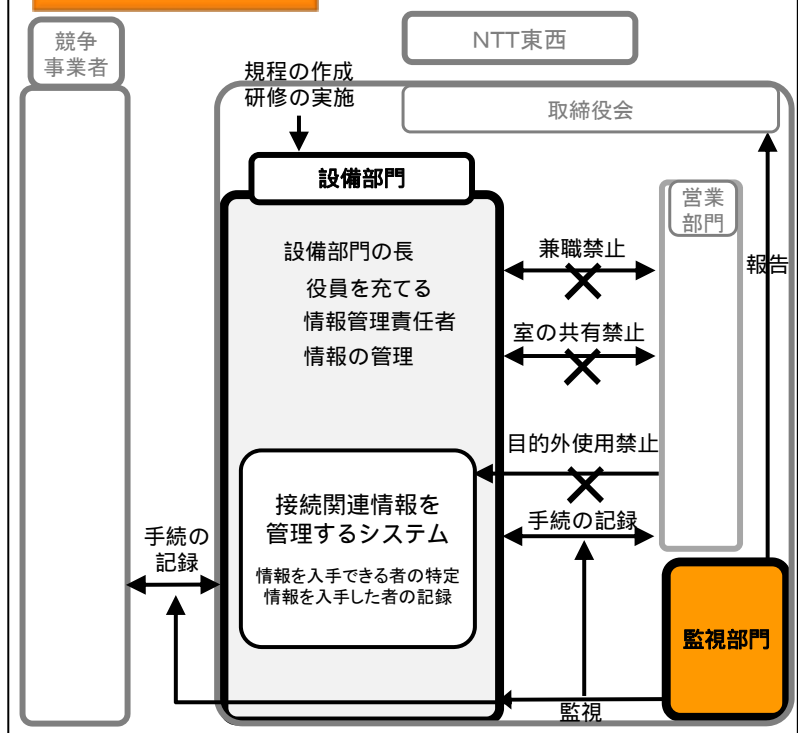 競争
事業者
NTT東西
規程の作成
研修の実施
取締役会
設備部門
営業
部門
設備部門の長
役員を充てる
情報管理責任者
情報の管理
兼職禁止
報告
室の共有禁止
目的外使用禁止
接続関連情報を
管理するシステム
情報を入手できる者の特定
情報を入手した者の記録
手続の記録
手続の
記録
監視部門
監視